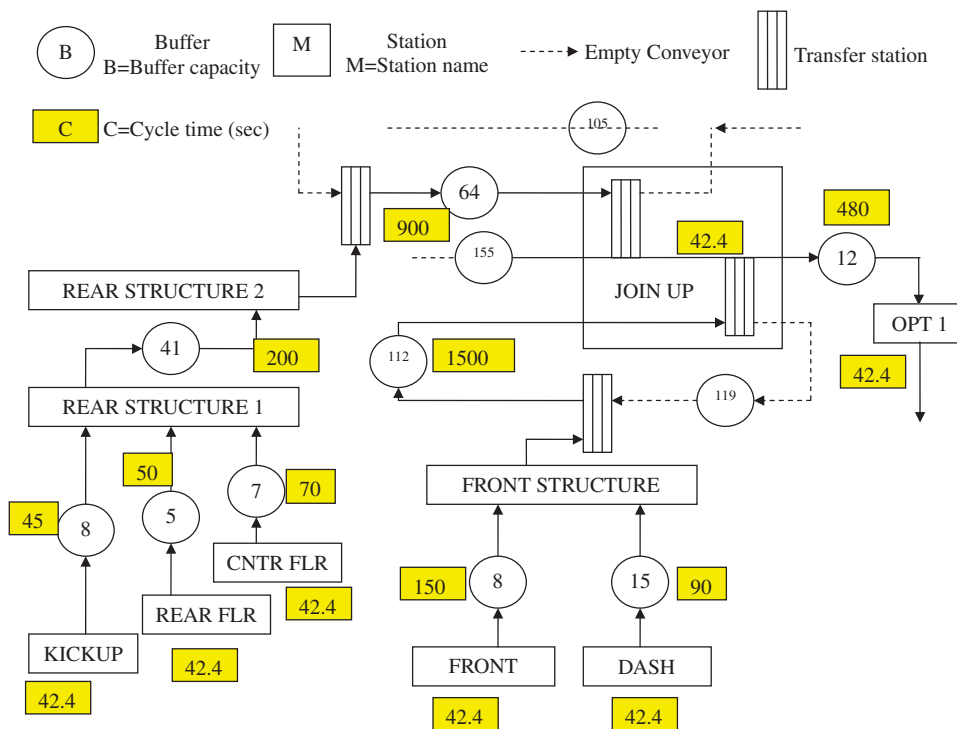 B
Buffer
B=Buffer capacity
M
Station
M=Station name
Empty Conveyor
Transfer station
C
C=Cycle time (sec)
105
64
900
155
42.4
480
12
JOIN UP
OPT 1
42.4
REAR STRUCTURE 2
41
200
112
1500
119
REAR STRUCTURE 1
50
45
8
5
7
70
CNTR FLR
42.4
REAR FLR
42.4
KICKUP
42.4
FRONT STRUCTURE
150
8
15
90
FRONT
DASH
42.4
42.4